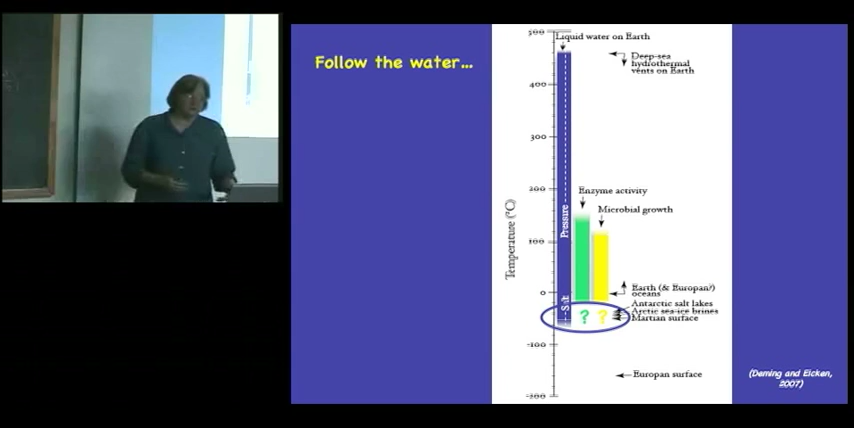 Follow the water...
500
Liquid water on Earth
Deep-sea
hydrothermal
vents on Earth
400
300
200
Enzyme activity
Microbial growth
Pressure
Temperature (°C)
100
0
Salt
Earth (& Europan?)
oceans
Antarctic salt lakes
Arctic sea-ice brines
Martian surface
? ?
-100
Europan surface
-200
(Deming and Eicken,
2007)